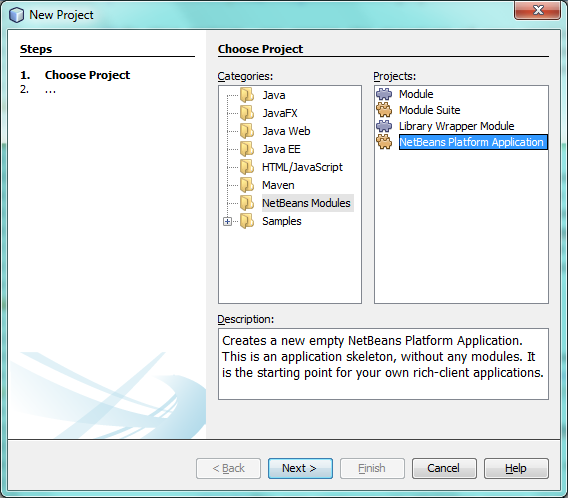 New Project
Steps
1. Choose Project
2. ...
Choose Project
Categories:
Java
JavaFX
Java Web
Java EE
HTML/JavaScript
Maven
NetBeans Modules
Samples
Projects:
Module
Module Suite
Library Wrapper Module
NetBeans Platform Application
Description:
Creates a new empty NetBeans Platform Application.
This is an application skeleton, without any modules. It
is the starting point for your own rich-client applications.
< Back
Next >
Finish
Cancel
Help